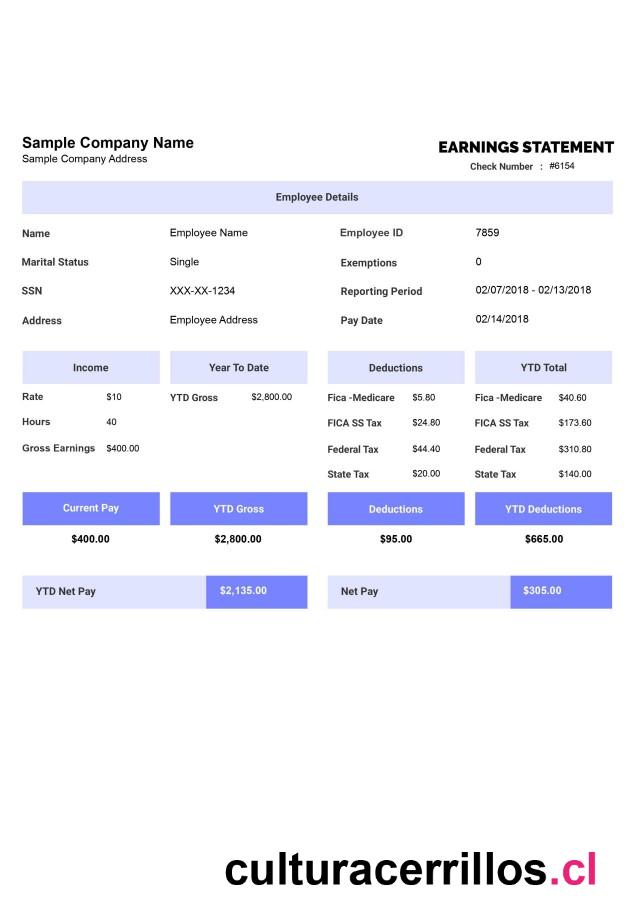 Sample Company Name
Sample Company Address
EARNINGS STATEMENT
Check Number : #6154
Employee Details
Name Employee Name Employee ID 7859
Marital Status Single Exemptions 0
SSN XXX-XX-1234 Reporting Period 02/07/2018 - 02/13/2018
Address Employee Address Pay Date 02/14/2018
Income Year To Date Deductions YTD Total
Rate $10 YTD Gross $2,800.00 Fica -Medicare $5.80 Fica -Medicare $40.60
Hours 40 FICA SS Tax $24.80 FICA SS Tax $173.60
Gross Earnings $400.00 Federal Tax $44.40 Federal Tax $310.80
State Tax $20.00 State Tax $140.00
Current Pay YTD Gross Deductions YTD Deductions
$400.00 $2,800.00 $95.00 $665.00
YTD Net Pay $2,135.00 Net Pay $305.00
culturacerrillos.cl